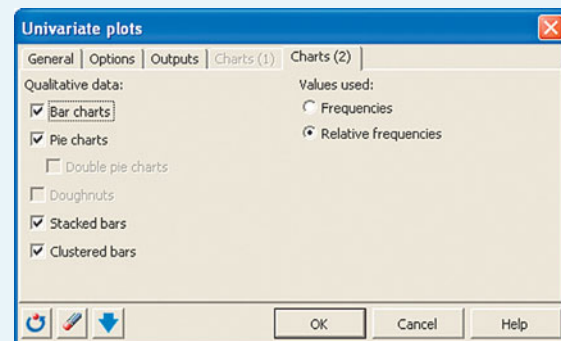 Univariate plots
General Options Outputs Charts (1) Charts (2)
Qualitative data:
Bar charts
Pie charts
Double pie charts
Doughnuts
Stacked bars
Clustered bars
Values used:
Frequencies
Relative frequencies
OK Cancel Help